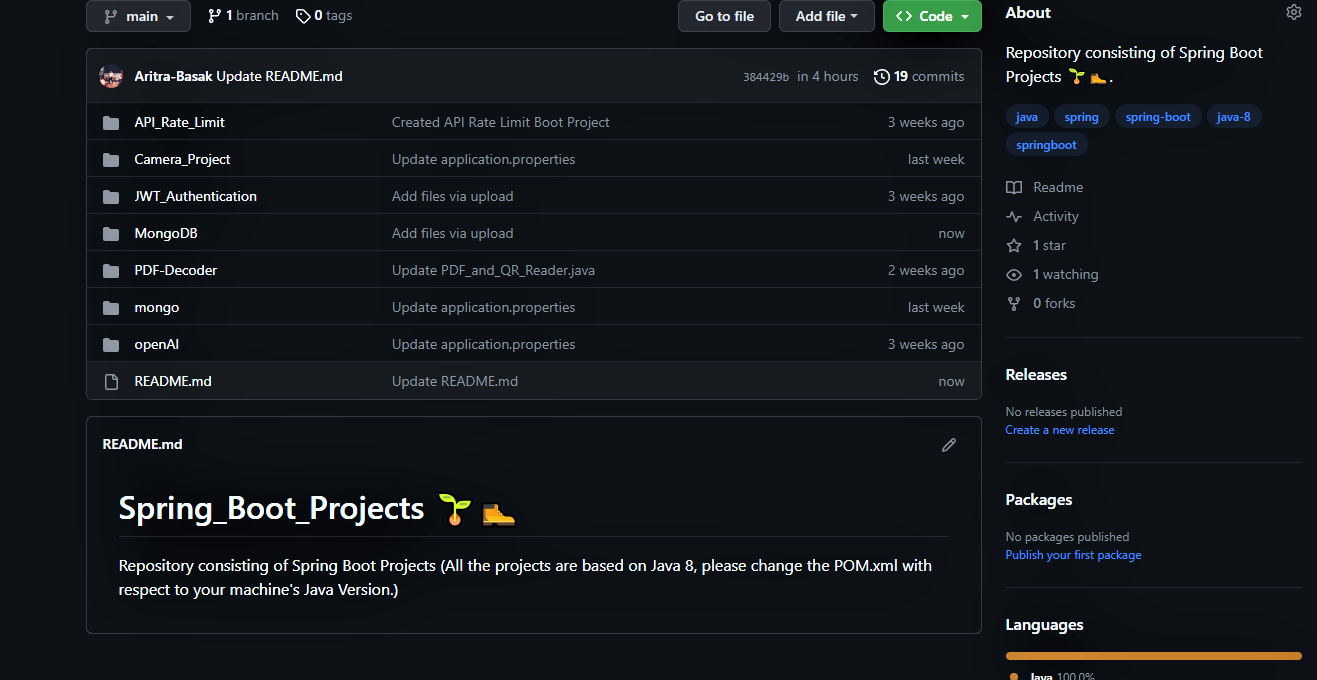 main
1 branch
0 tags
Go to file
Add file
<> Code
Aritra-Basak Update README.md
384429b in 4 hours
19 commits
API_Rate_Limit Created API Rate Limit Boot Project 3 weeks ago
Camera_Project Update application.properties last week
JWT_Authentication Add files via upload 3 weeks ago
MongoDB Add files via upload now
PDF-Decoder Update PDF_and_QR_Reader.java 2 weeks ago
mongo Update application.properties last week
openAI Update application.properties 3 weeks ago
README.md Update README.md now
README.md
Spring_Boot_Projects 🌱 🥾
Repository consisting of Spring Boot Projects (All the projects are based on Java 8, please change the POM.xml with
respect to your machine's Java Version.)
About
Repository consisting of Spring Boot
Projects 🌱 🥾 .
java spring spring-boot java-8
springboot
Readme
Activity
1 star
1 watching
0 forks
Releases
No releases published
Create a new release
Packages
No packages published
Publish your first package
Languages
Java 100.0%